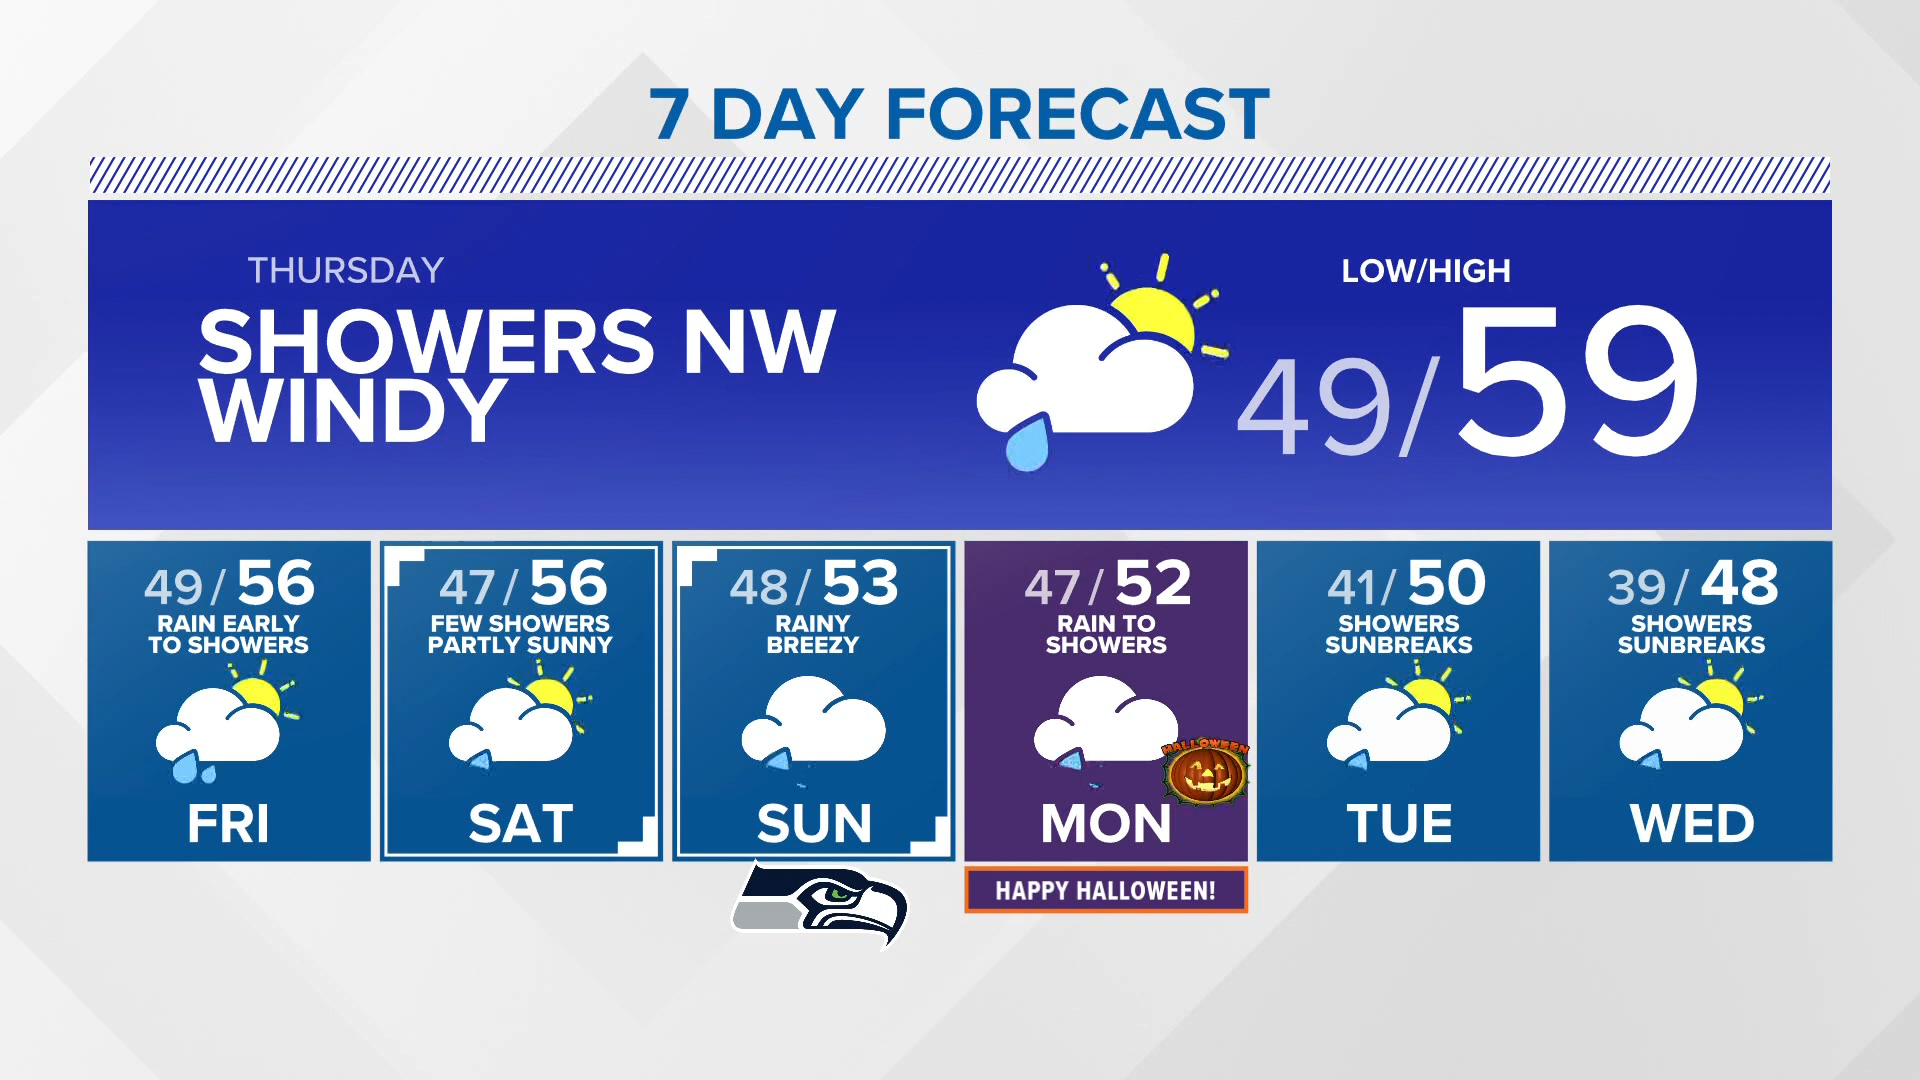 7 DAY FORECAST
THURSDAY
SHOWERS NW
WINDY
LOW/HIGH
49/59
49/56
RAIN EARLY
TO SHOWERS
FRI
47/56
FEW SHOWERS
PARTLY SUNNY
SAT
48/53
RAINY
BREEZY
SUN
47/52
RAIN TO
SHOWERS
HALLOWEEN
MON
HAPPY HALLOWEEN!
41/50
SHOWERS
SUNBREAKS
TUE
39/48
SHOWERS
SUNBREAKS
WED